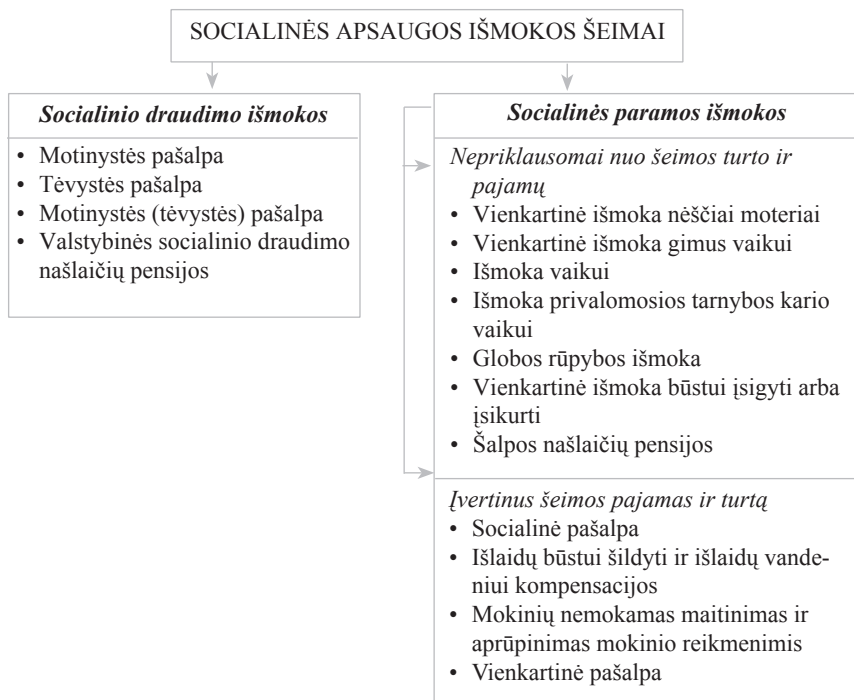 SOCIALINĖS APSAUGOS IŠMOKOS ŠEIMAI
Socialinio draudimo išmokos
• Motinystės pašalpa
• Tėvystės pašalpa
• Motinystės (tėvystės) pašalpa
• Valstybinės socialinio draudimo
našlaičių pensijos
Socialinės paramos išmokos
Nepriklausomai nuo šeimos turto ir
pajamų
• Vienkartinė išmoka nėščiai moteriai
• Vienkartinė išmoka gimus vaikui
• Išmoka vaikui
• Išmoka privalomosios tarnybos kario
vaikui
• Globos rūpybos išmoka
• Vienkartinė išmoka būstui įsigyti arba
įsikurti
• Šalpos našlaičių pensijos
Įvertinus šeimos pajamas ir turtą
• Socialinė pašalpa
• Išlaidų būstui šildyti ir išlaidų vande-
niui kompensacijos
• Mokinių nemokamas maitinimas ir
aprūpinimas mokinio reikmenimis
• Vienkartinė pašalpa